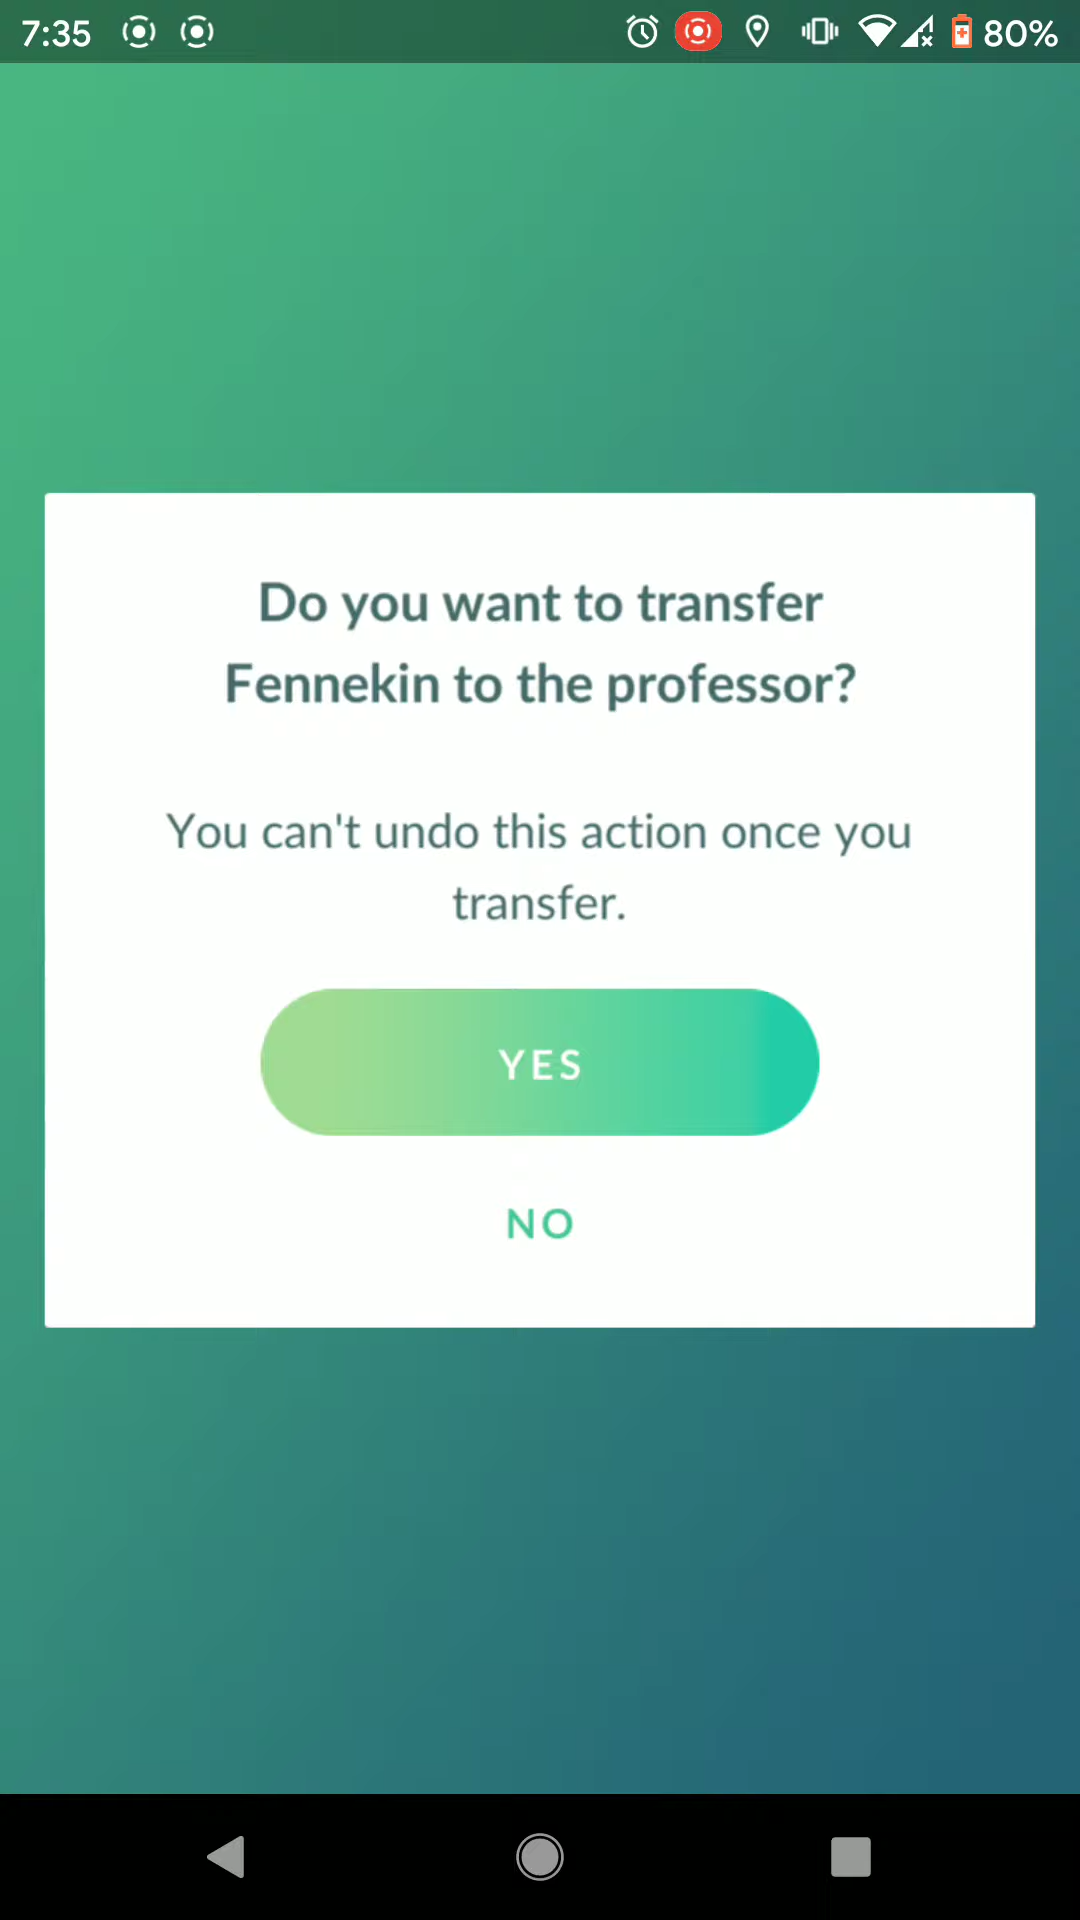 7:35
80%
Do you want to transfer
Fennekin to the professor?
You can't undo this action once you
transfer.
YES
NO